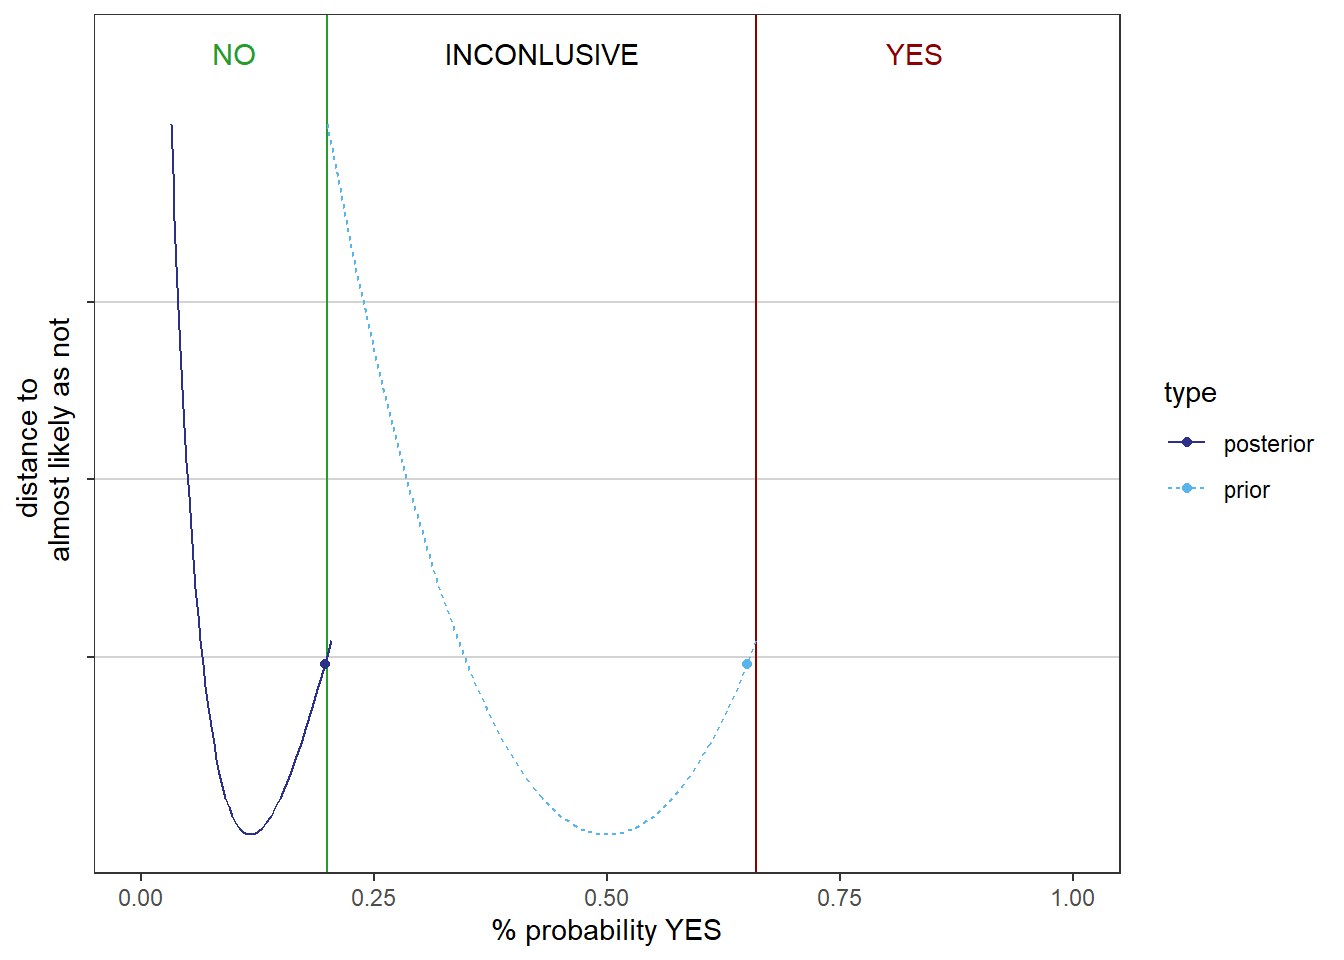 NO
INCONLUSIVE
YES
distance to
almost likely as not
type
posterior
prior
0.00
0.25
0.50
0.75
1.00
% probability YES